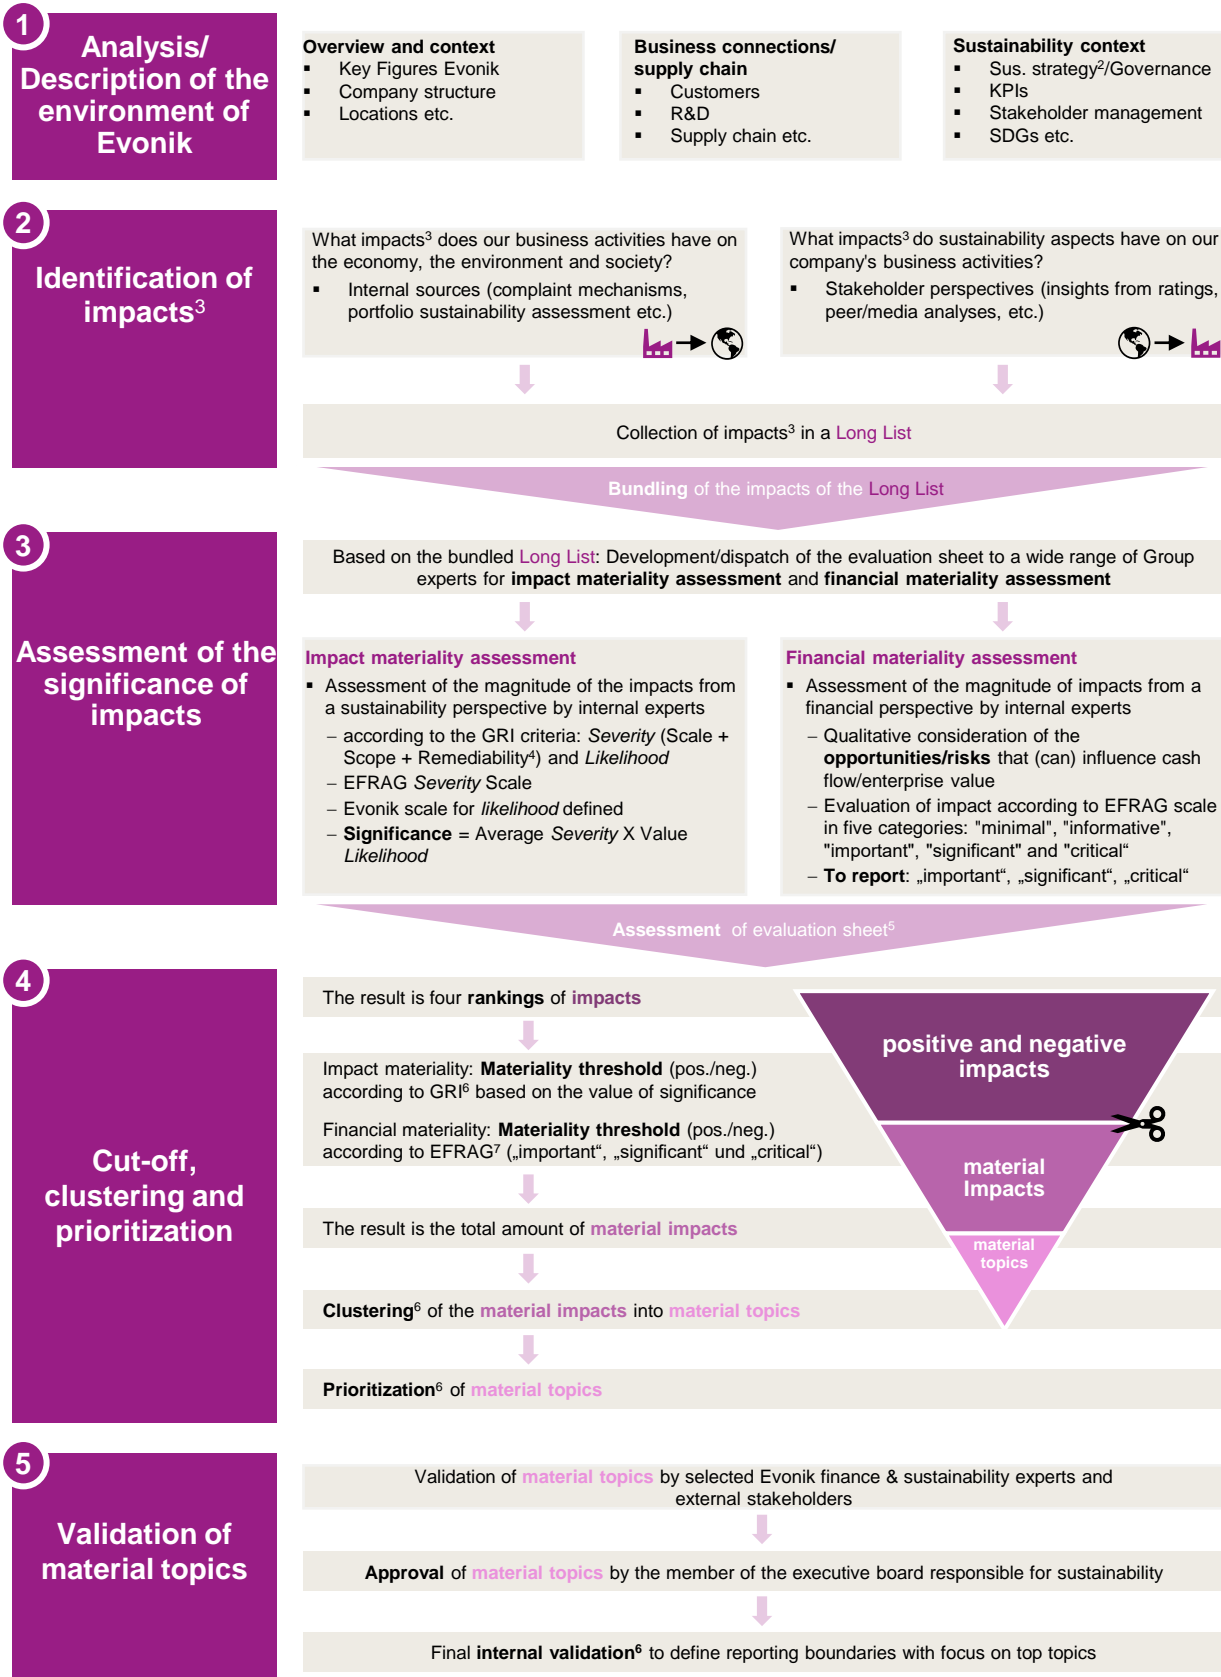 1
Analysis/
Description of the
environment of
Evonik
Overview and context
▪ Key Figures Evonik
▪ Company structure
▪ Locations etc.
Business connections/
supply chain
▪ Customers
▪ R&D
▪ Supply chain etc.
Sustainability context
▪ Sus. strategy²/Governance
▪ KPIs
▪ Stakeholder management
▪ SDGs etc.
2
Identification of
impacts³
What impacts³ does our business activities have on
the economy, the environment and society?
▪ Internal sources (complaint mechanisms,
portfolio sustainability assessment etc.)
What impacts³ do sustainability aspects have on our
company's business activities?
▪ Stakeholder perspectives (insights from ratings,
peer/media analyses, etc.)
Collection of impacts³ in a Long List
Bundling of the impacts of the Long List
3
Assessment of the
significance of
impacts
Based on the bundled Long List: Development/dispatch of the evaluation sheet to a wide range of Group
experts for impact materiality assessment and financial materiality assessment
Impact materiality assessment
▪ Assessment of the magnitude of the impacts from
a sustainability perspective by internal experts
– according to the GRI criteria: Severity (Scale +
Scope + Remediability⁴) and Likelihood
– EFRAG Severity Scale
– Evonik scale for likelihood defined
– Significance = Average Severity X Value
Likelihood
Financial materiality assessment
▪ Assessment of the magnitude of impacts from a
financial perspective by internal experts
– Qualitative consideration of the
opportunities/risks that (can) influence cash
flow/enterprise value
– Evaluation of impact according to EFRAG scale
in five categories: "minimal", "informative",
"important", "significant" and "critical“
– To report: „important“, „significant“, „critical“
Assessment of evaluation sheet⁵
4
Cut-off,
clustering and
prioritization
The result is four rankings of impacts
Impact materiality: Materiality threshold (pos./neg.)
according to GRI⁶ based on the value of significance
Financial materiality: Materiality threshold (pos./neg.)
according to EFRAG⁷ („important“, „significant“ und „critical“)
The result is the total amount of material impacts
Clustering⁶ of the material impacts into material topics
Prioritization⁶ of material topics
positive and negative
impacts
material
Impacts
material
topics
5
Validation of
material topics
Validation of material topics by selected Evonik finance & sustainability experts and
external stakeholders
Approval of material topics by the member of the executive board responsible for sustainability
Final internal validation⁶ to define reporting boundaries with focus on top topics